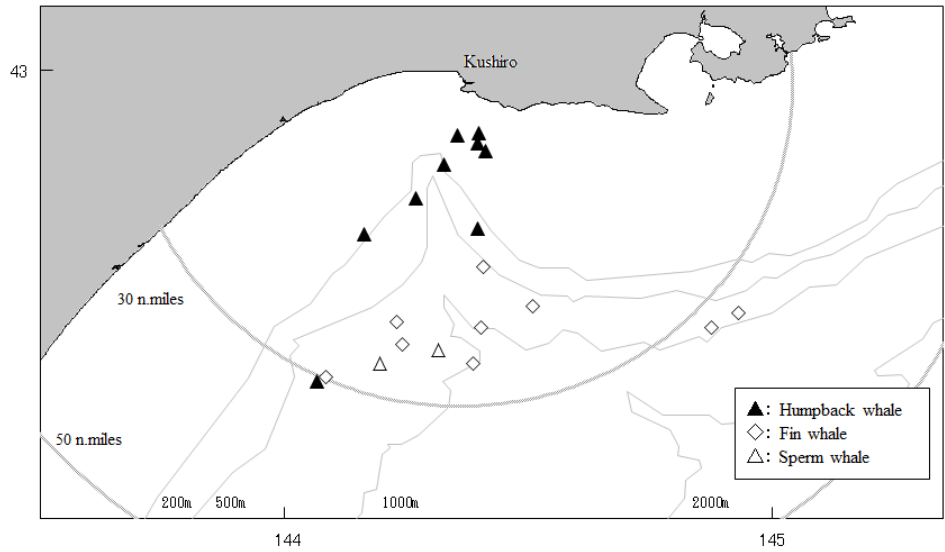 Kushiro
43
30 n.miles
50 n.miles
▲: Humpback whale
◇: Fin whale
△: Sperm whale
200m 500m 1000m 2000m
144 145